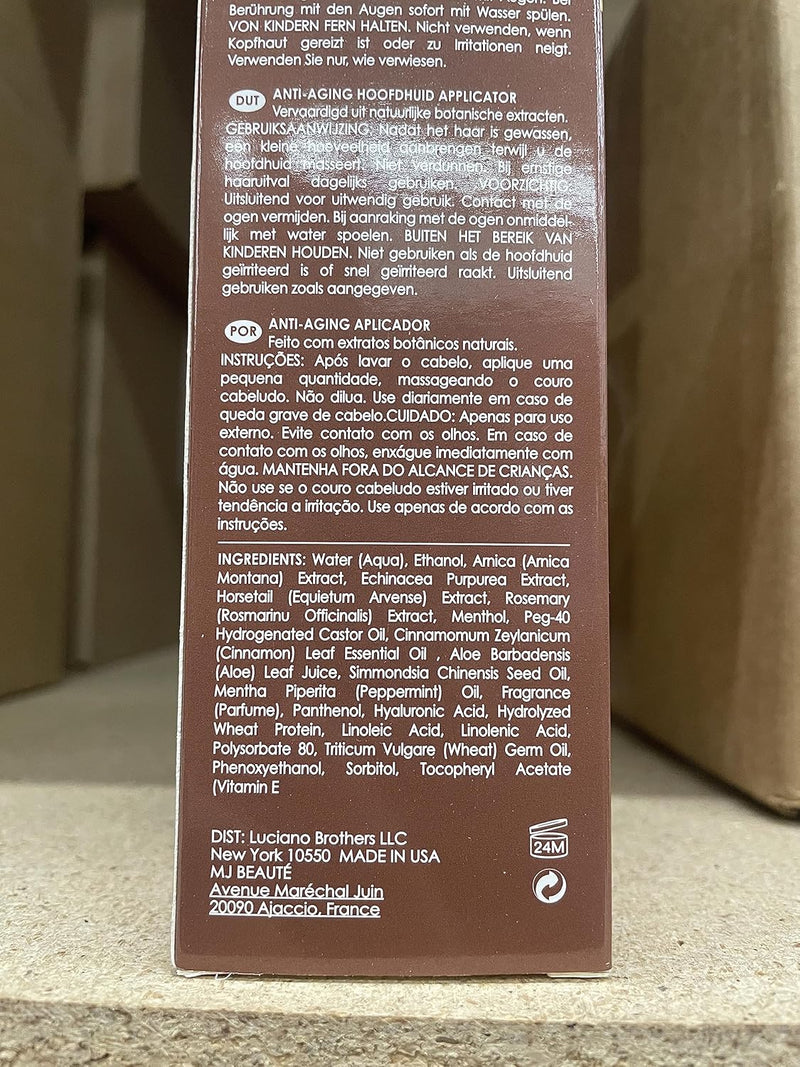 Berührung mit den Augen sofort mit Wasser spülen.
VON KINDERN FERN HALTEN. Nicht verwenden, wenn
Kopfhaut gereizt ist oder zu Irritationen neigt.
Verwenden Sie nur, wie verwiesen.
DUT
ANTI-AGING HOOFDHUID APPLICATOR
Vervaardigd uit natuurlijke botanische extracten.
GEBRUIKSAANWIJZING: Nadat het haar is gewassen,
een kleine hoeveelheid aanbrengen terwijl u de
hoofdhuid masseert. Niet verdunnen. Bij ernstige
haaruitval dagelijks gebruiken. VOORZICHTIG:
Uitsluitend voor uitwendig gebruik. Contact met de
ogen vermijden. Bij aanraking met de ogen onmiddel-
lijk met water spoelen. BUITEN HET BEREIK VAN
KINDEREN HOUDEN. Niet gebruiken als de hoofdhuid
geïrriteerd is of snel geïrriteerd raakt. Uitsluitend
gebruiken zoals aangegeven.
POR
ANTI-AGING APLICADOR
Feito com extratos botânicos naturais.
INSTRUÇÕES: Após lavar o cabelo, aplique uma
pequena quantidade, massageando o couro
cabeludo. Não dilua. Use diariamente em caso de
queda grave de cabelo.CUIDADO: Apenas para uso
externo. Evite contato com os olhos. Em caso de
contato com os olhos, enxágue imediatamente com
água. MANTENHA FORA DO ALCANCE DE CRIANÇAS.
Não use se o couro cabeludo estiver irritado ou tiver
tendência a irritação. Use apenas de acordo com as
instruções.
INGREDIENTS: Water (Aqua), Ethanol, Arnica (Arnica
Montana) Extract, Echinacea Purpurea Extract,
Horsetail (Equietum Arvense) Extract, Rosemary
(Rosmarinu Officinalis) Extract, Menthol, Peg-40
Hydrogenated Castor Oil, Cinnamomum Zeylanicum
(Cinnamon) Leaf Essential Oil , Aloe Barbadensis
(Aloe) Leaf Juice, Simmondsia Chinensis Seed Oil,
Mentha Piperita (Peppermint) Oil, Fragrance
(Parfume), Panthenol, Hyaluronic Acid, Hydrolyzed
Wheat Protein, Linoleic Acid, Linolenic Acid,
Polysorbate 80, Triticum Vulgare (Wheat) Germ Oil,
Phenoxyethanol, Sorbitol, Tocopheryl Acetate
(Vitamin E
DIST: Luciano Brothers LLC
New York 10550 MADE IN USA
MJ BEAUTÉ
Avenue Maréchal Juin
20090 Ajaccio, France
24M